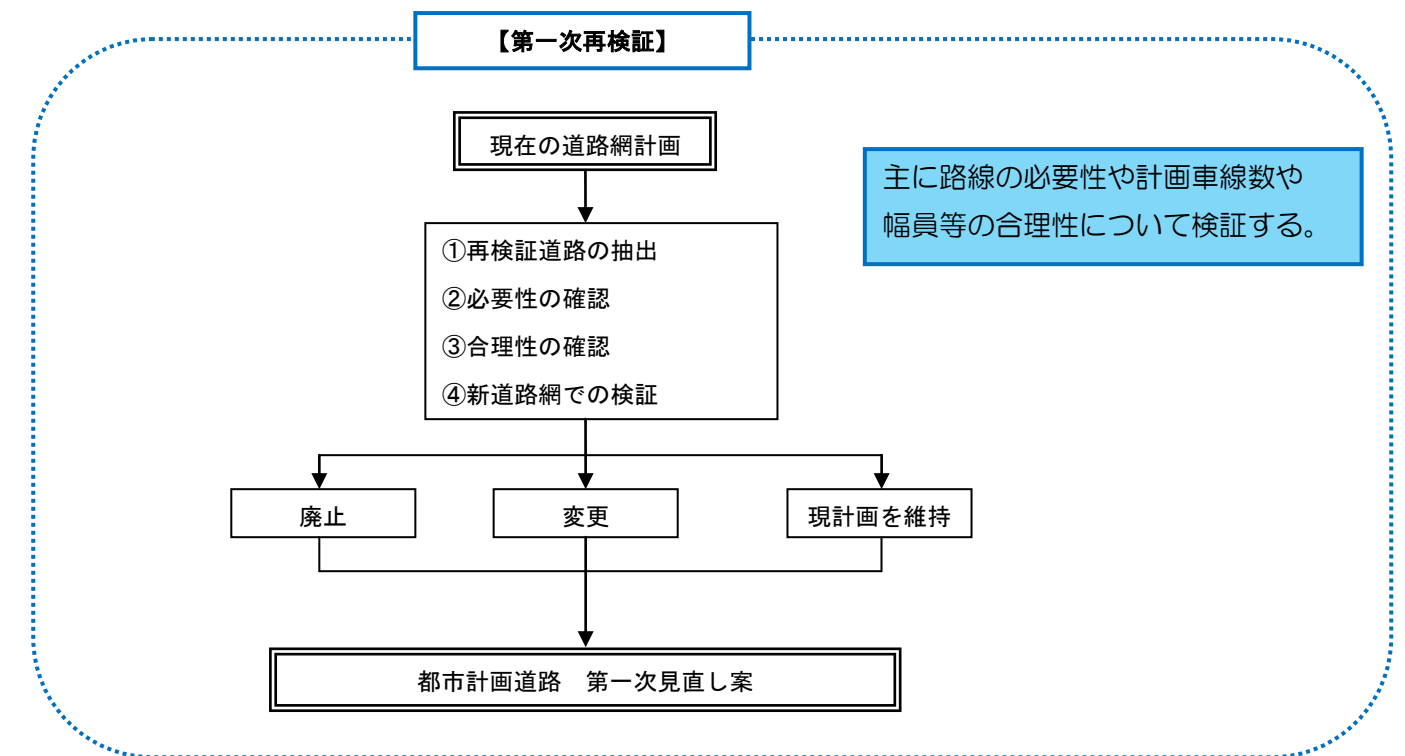 【第一次再検証】
現在の道路網計画
主に路線の必要性や計画車線数や
幅員等の合理性について検証する。
①再検証道路の抽出
②必要性の確認
③合理性の確認
④新道路網での検証
廃止
変更
現計画を維持
都市計画道路　第一次見直し案